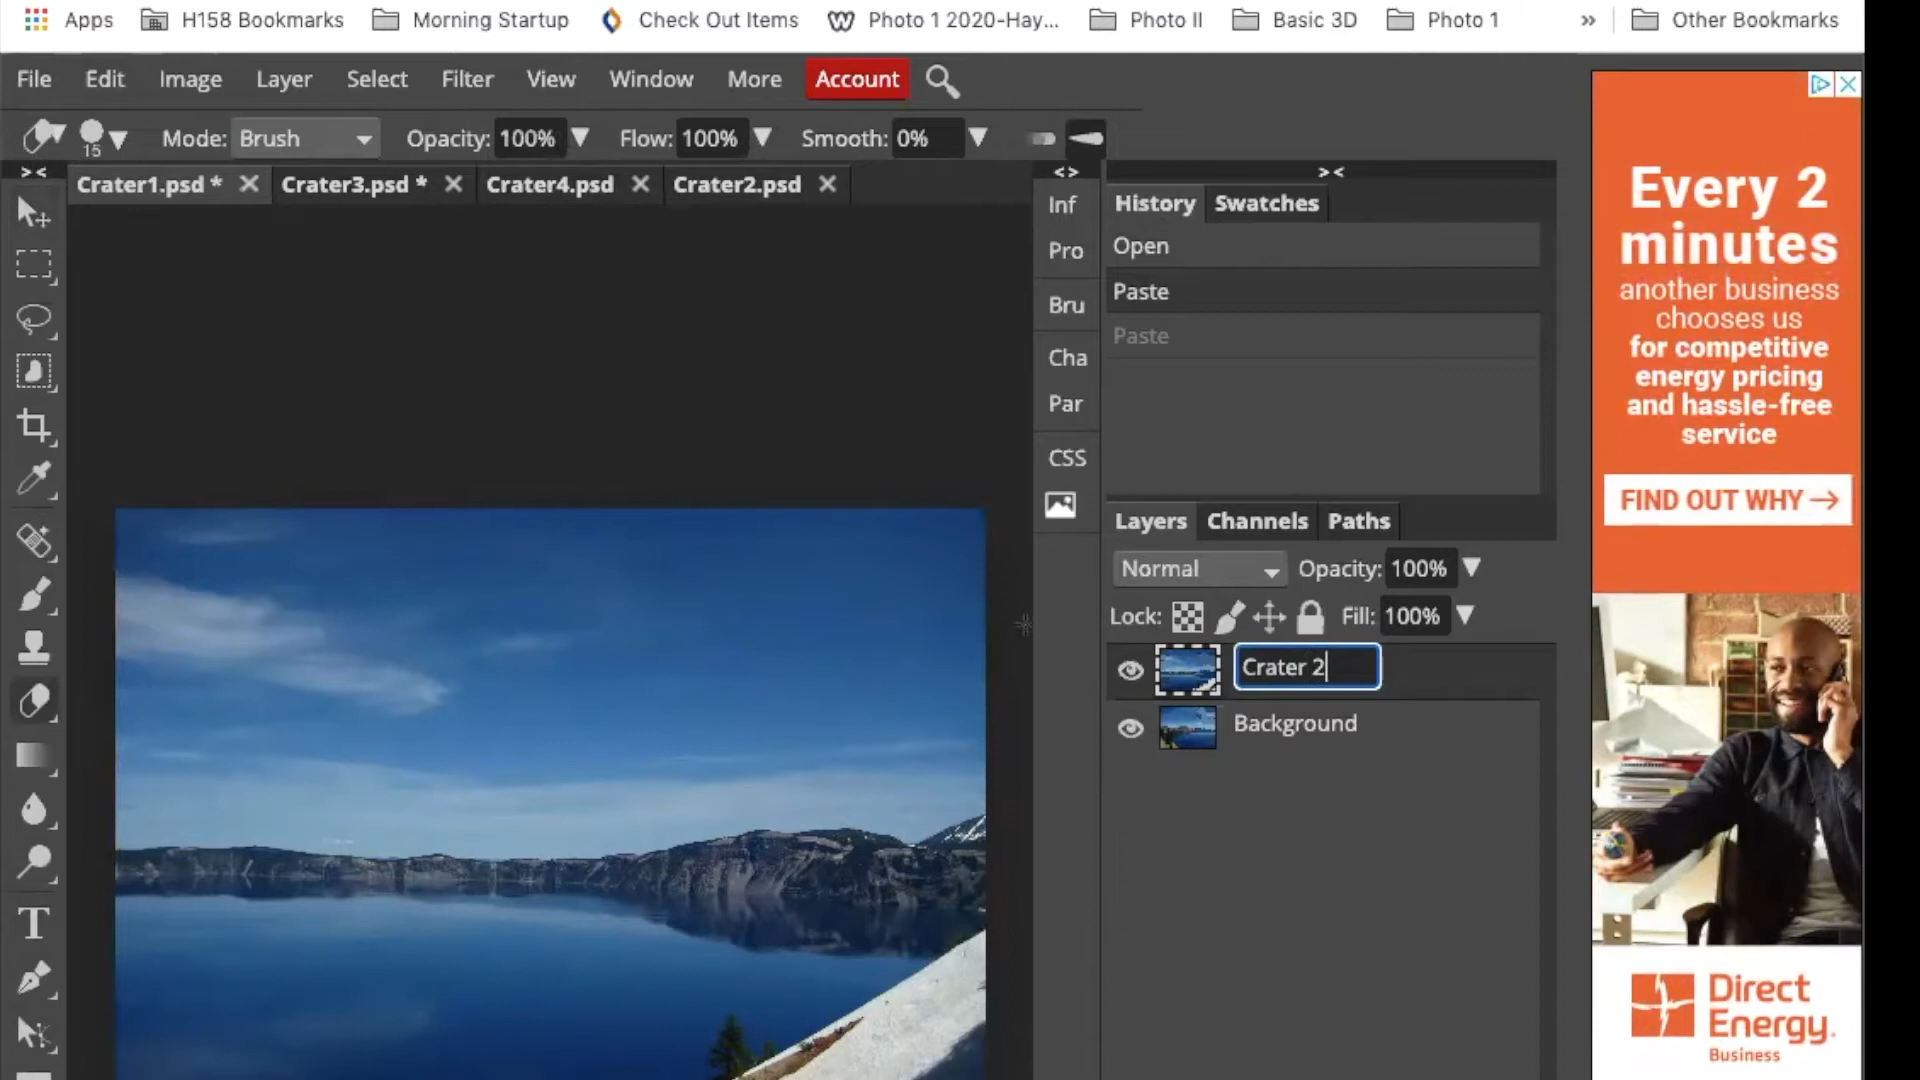 Apps H158 Bookmarks Morning Startup Check Out Items Photo 1 2020-Hay... Photo II Basic 3D Photo 1 » Other Bookmarks
File Edit Image Layer Select Filter View Window More Account
15 Mode: Brush Opacity: 100% Flow: 100% Smooth: 0%
Crater1.psd * Crater3.psd * Crater4.psd Crater2.psd
Inf
Pro
Bru
Cha
Par
CSS
History Swatches
Open
Paste
Paste
Layers Channels Paths
Normal Opacity: 100%
Lock: Fill: 100%
Crater 2
Background
Every 2
minutes
another business
chooses us
for competitive
energy pricing
and hassle-free
service
FIND OUT WHY →
Direct
Energy.
Business